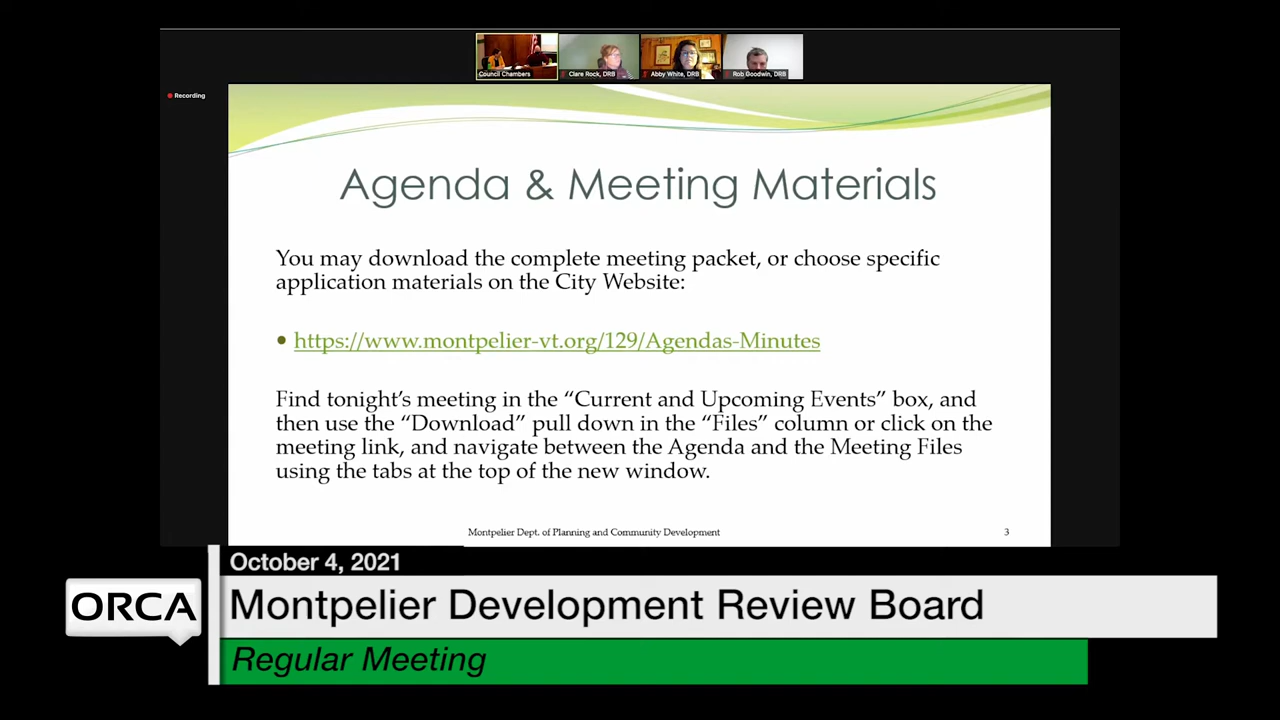 Council Chambers
Clare Rock, DRB
Abby White, DRB
Rob Goodwin, DRB
Recording
Agenda & Meeting Materials
You may download the complete meeting packet, or choose specific
application materials on the City Website:
• https://www.montpelier-vt.org/129/Agendas-Minutes
Find tonight's meeting in the “Current and Upcoming Events” box, and
then use the “Download” pull down in the “Files” column or click on the
meeting link, and navigate between the Agenda and the Meeting Files
using the tabs at the top of the new window.
Montpelier Dept. of Planning and Community Development
3
October 4, 2021
ORCA
Montpelier Development Review Board
Regular Meeting